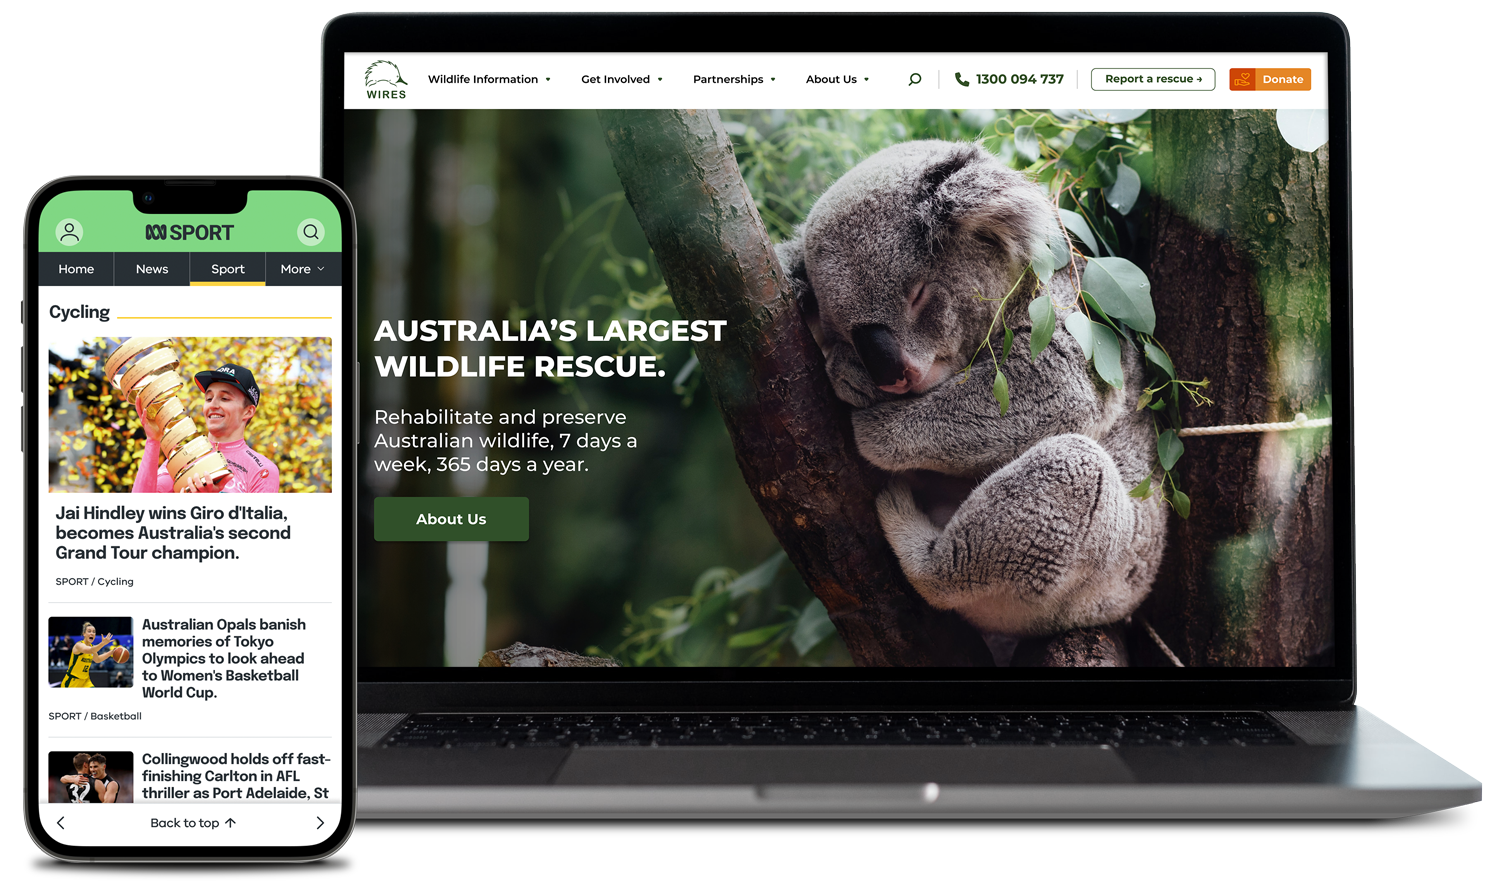 WIRES
Wildlife Information
Get Involved
Partnerships
About Us
1300 094 737
Report a rescue →
Donate
AUSTRALIA’S LARGEST
WILDLIFE RESCUE.
Rehabilitate and preserve
Australian wildlife, 7 days a
week, 365 days a year.
About Us
SPORT
Home
News
Sport
More
Cycling
Jai Hindley wins Giro d'Italia,
becomes Australia's second
Grand Tour champion.
SPORT / Cycling
Australian Opals banish
memories of Tokyo
Olympics to look ahead
to Women's Basketball
World Cup.
SPORT / Basketball
32
Collingwood holds off fast-
finishing Carlton in AFL
thriller as Port Adelaide, St
Back to top ↑